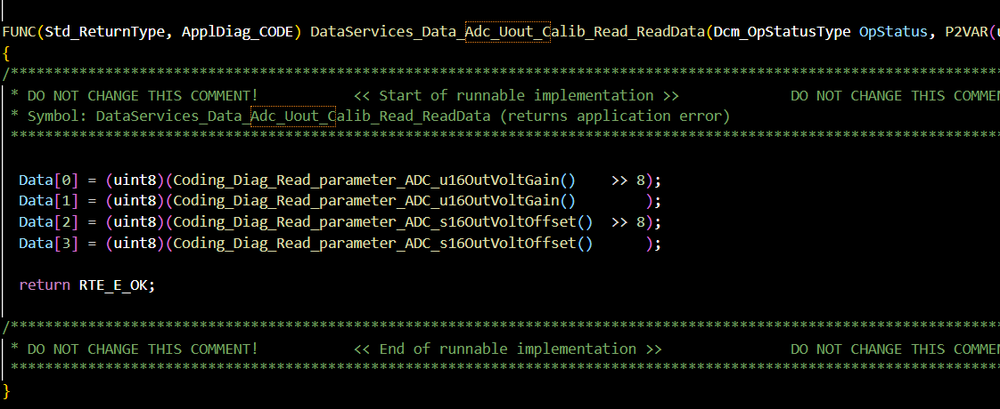 FUNC(Std_ReturnType, ApplDiag_CODE) DataServices_Data_Adc_Uout_Calib_Read_ReadData(Dcm_OpStatusType OpStatus, P2VAR(
{
/**********************************************************************************************************************
* DO NOT CHANGE THIS COMMENT! << Start of runnable implementation >> DO NOT CHANGE THIS
* Symbol: DataServices_Data_Adc_Uout_Calib_Read_ReadData (returns application error)
**********************************************************************************************************************
Data[0] = (uint8)(Coding_Diag_Read_parameter_ADC_u16OutVoltGain() >> 8);
Data[1] = (uint8)(Coding_Diag_Read_parameter_ADC_u16OutVoltGain() );
Data[2] = (uint8)(Coding_Diag_Read_parameter_ADC_s16OutVoltOffset() >> 8);
Data[3] = (uint8)(Coding_Diag_Read_parameter_ADC_s16OutVoltOffset() );
return RTE_E_OK;
/**********************************************************************************************************************
* DO NOT CHANGE THIS COMMENT! << End of runnable implementation >> DO NOT CHANGE THIS
**********************************************************************************************************************
}